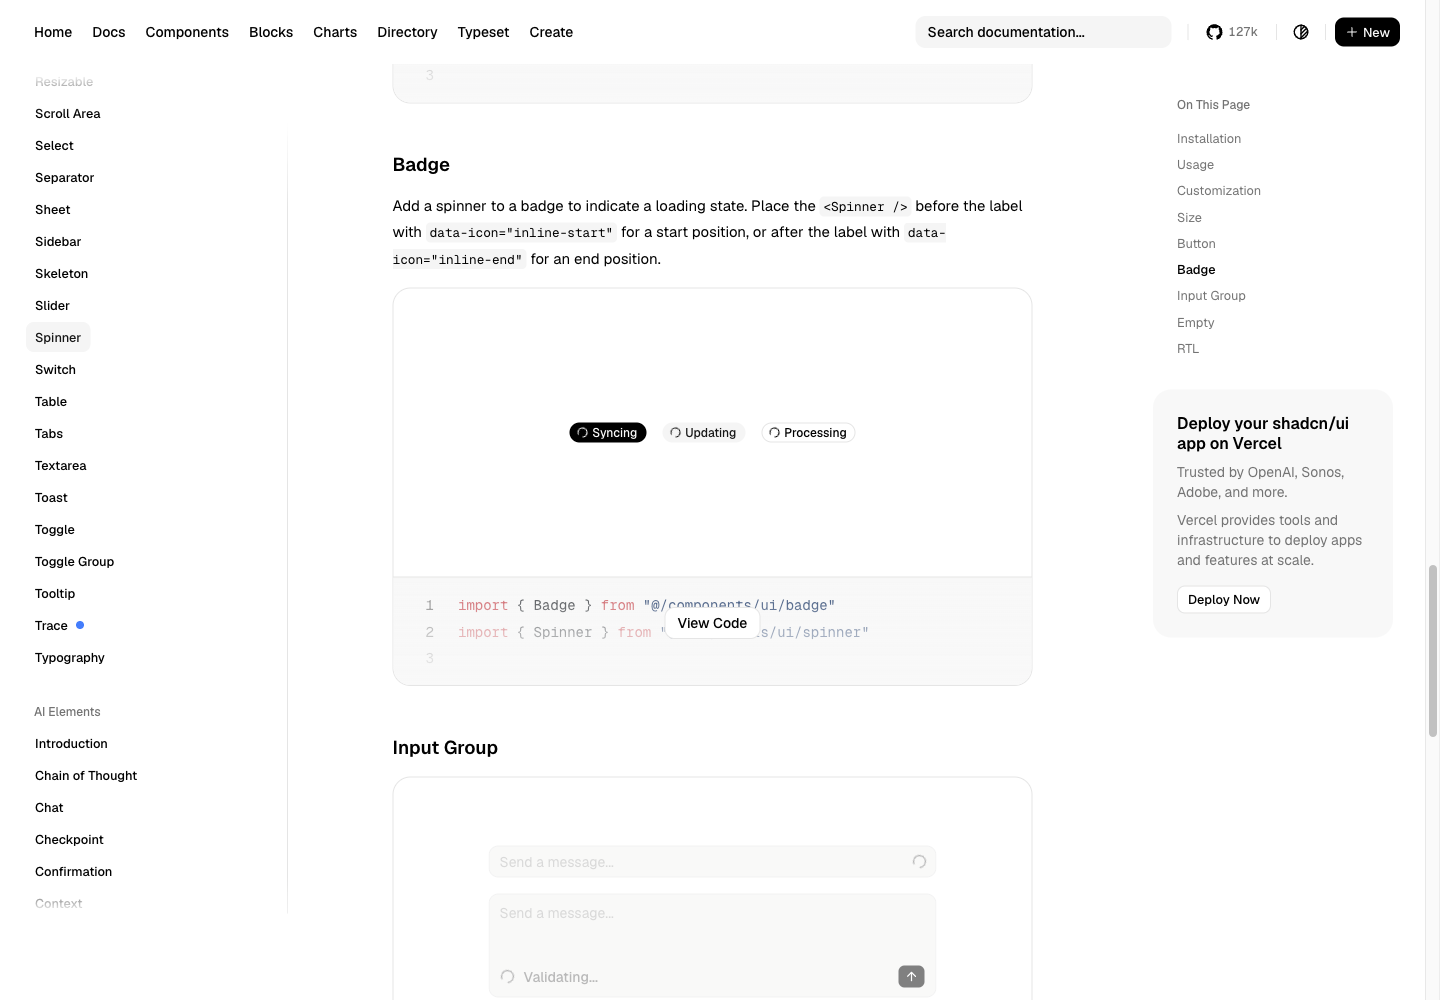 Home Docs Components Blocks Charts Directory Typeset Create
Search documentation...
127k
New
Resizable
Scroll Area
Select
Separator
Sheet
Sidebar
Skeleton
Slider
Spinner
Switch
Table
Tabs
Textarea
Toast
Toggle
Toggle Group
Tooltip
Trace
Typography
AI Elements
Introduction
Chain of Thought
Chat
Checkpoint
Confirmation
Context
3
Badge
Add a spinner to a badge to indicate a loading state. Place the <Spinner /> before the label
with data-icon="inline-start" for a start position, or after the label with data-
icon="inline-end" for an end position.
Syncing Updating Processing
1 import { Badge } from "@/components/ui/badge"
View Code
2 import { Spinner } from "ts/ui/spinner"
3
Input Group
Send a message...
Send a message...
Validating...
On This Page
Installation
Usage
Customization
Size
Button
Badge
Input Group
Empty
RTL
Deploy your shadcn/ui
app on Vercel
Trusted by OpenAI, Sonos,
Adobe, and more.
Vercel provides tools and
infrastructure to deploy apps
and features at scale.
Deploy Now